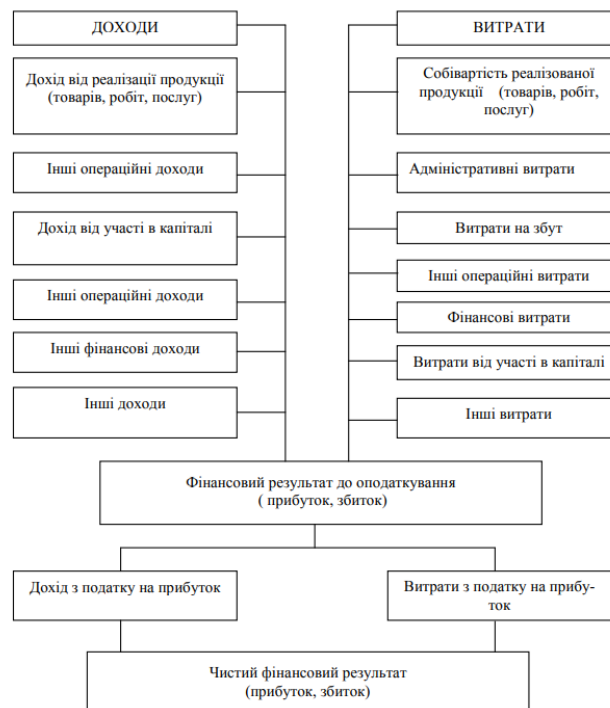 ДОХОДИ
Дохід від реалізації продукції
(товарів, робіт, послуг)
Інші операційні доходи
Дохід від участі в капіталі
Інші операційні доходи
Інші фінансові доходи
Інші доходи
ВИТРАТИ
Собівартість реалізованої
продукції (товарів, робіт,
послуг)
Адміністративні витрати
Витрати на збут
Інші операційні витрати
Фінансові витрати
Витрати від участі в капіталі
Інші витрати
Фінансовий результат до оподаткування
( прибуток, збиток)
Дохід з податку на прибуток
Витрати з податку на прибу-
ток
Чистий фінансовий результат
(прибуток, збиток)